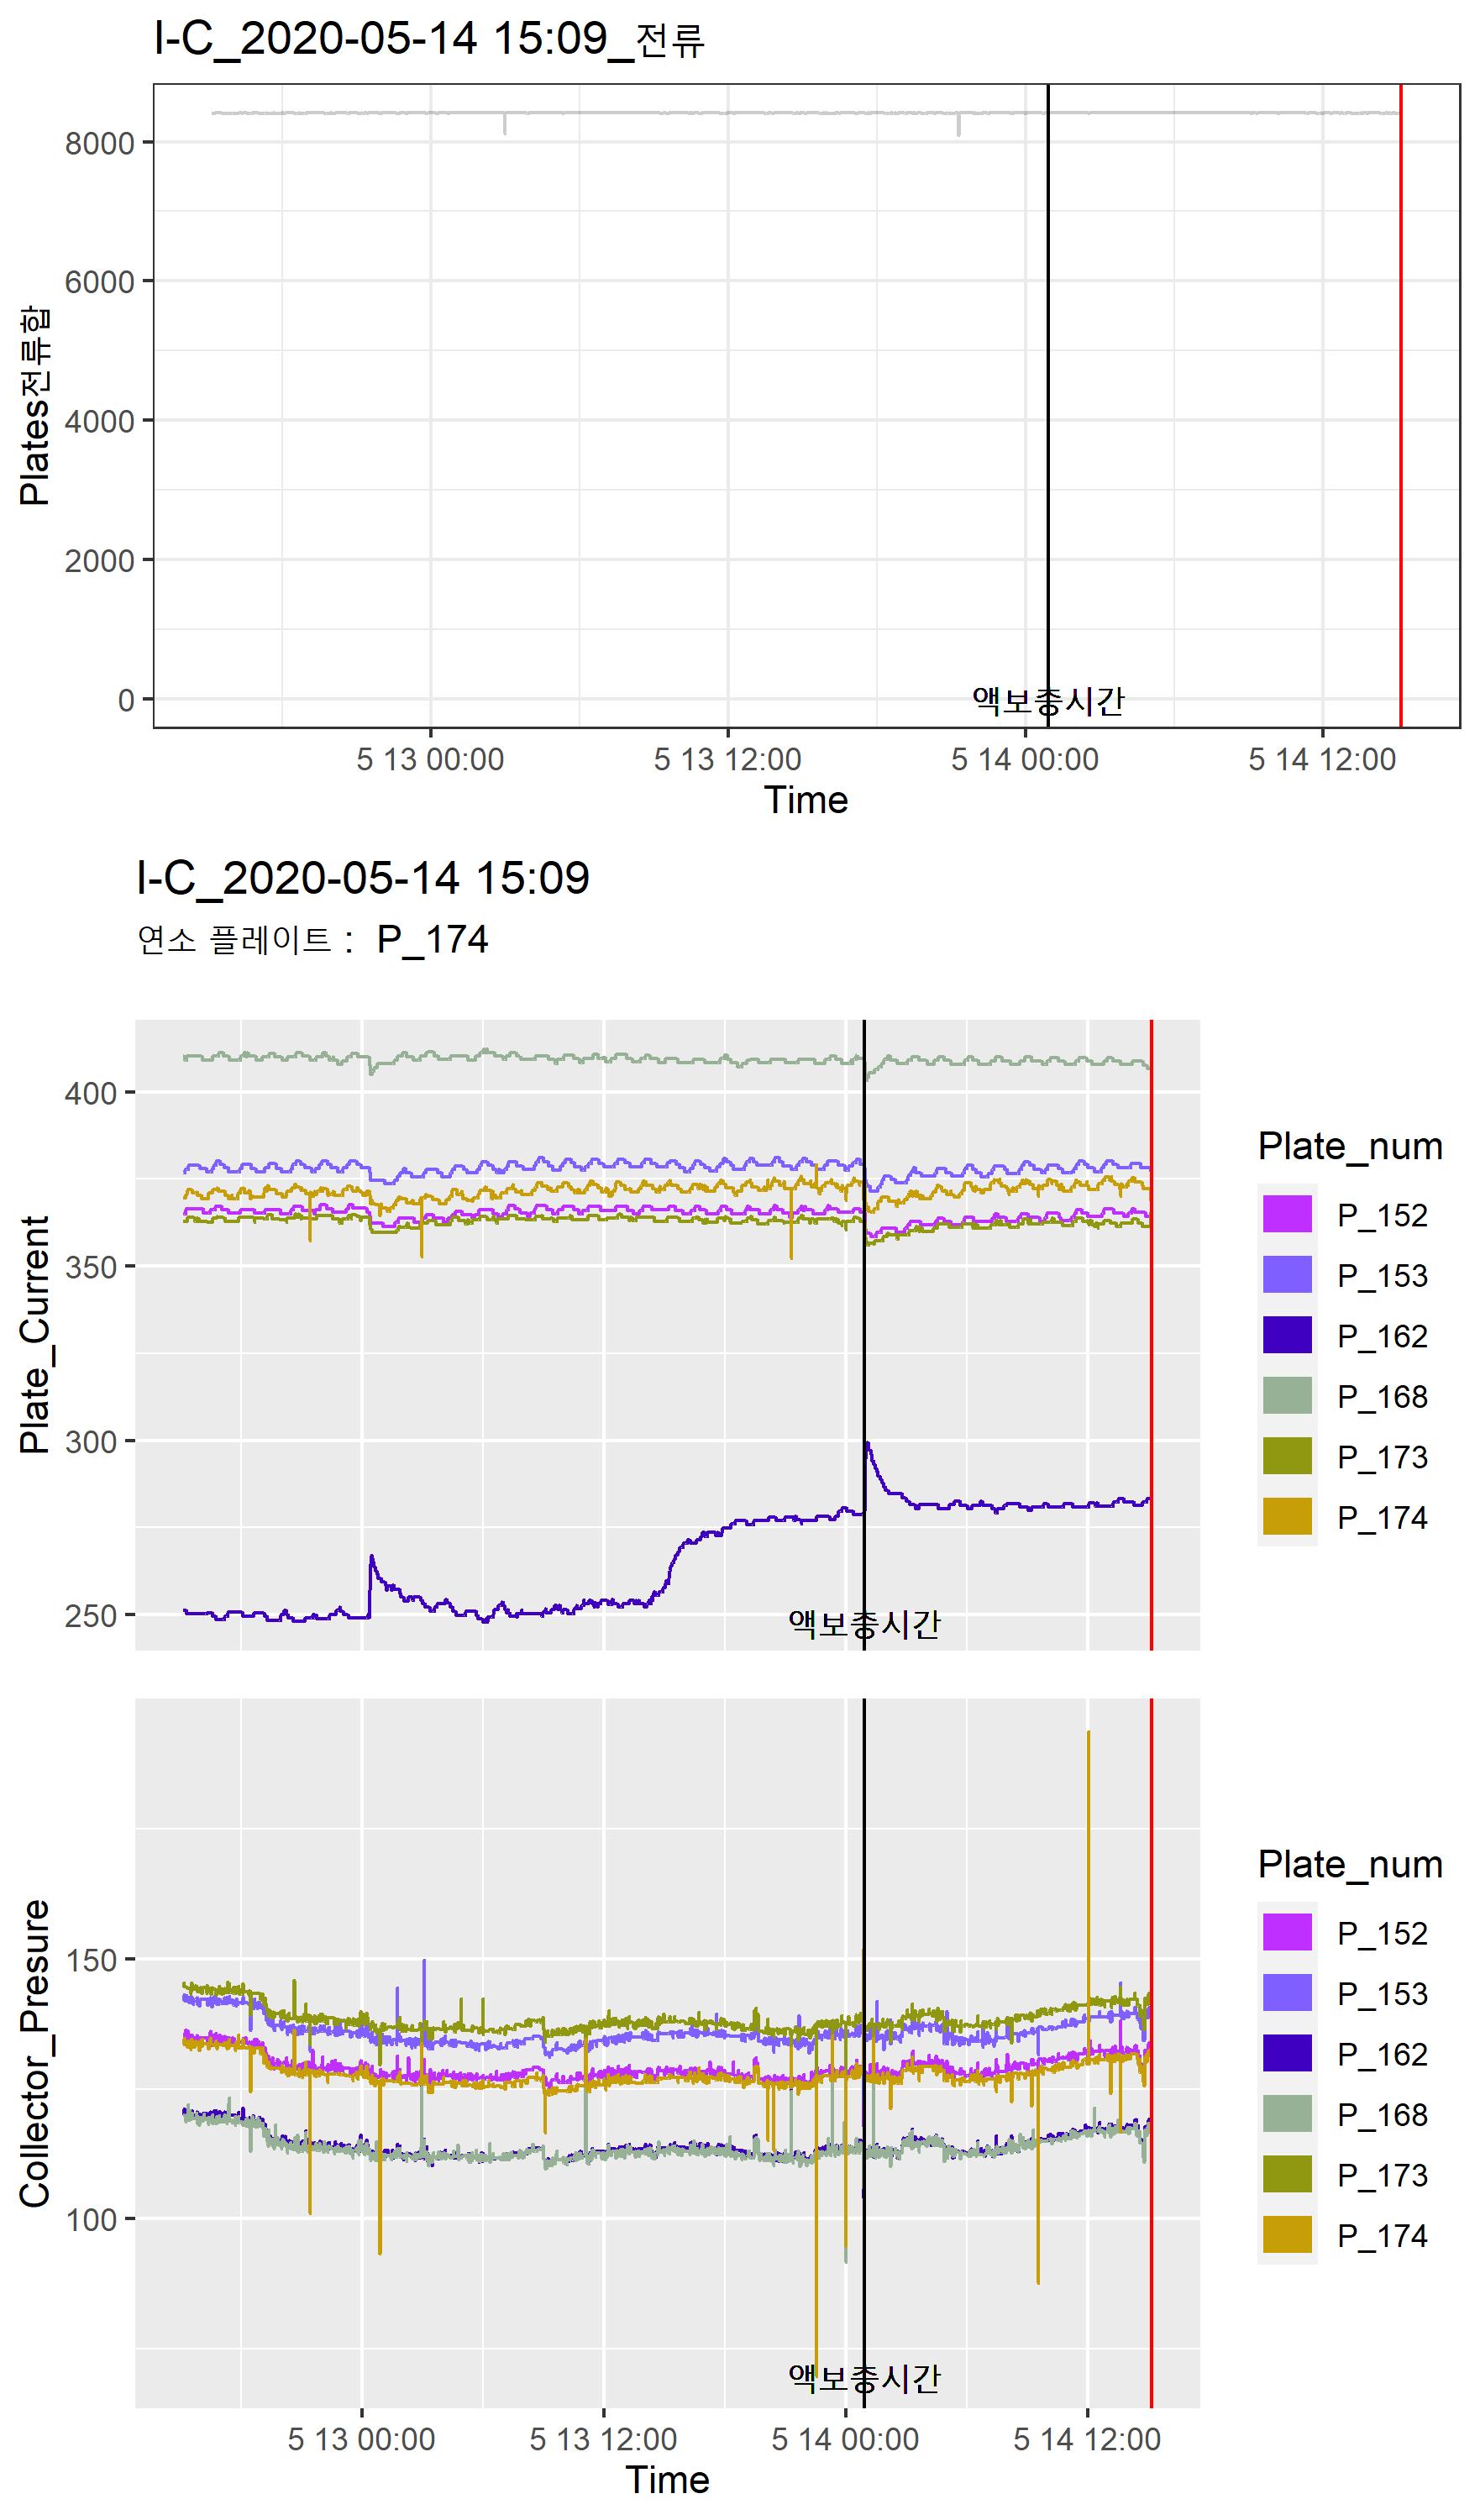 I-C_2020-05-14 15:09_전류
Plates전류합
8000
6000
4000
2000
0
액보충시간
5 13 00:00
5 13 12:00
5 14 00:00
5 14 12:00
Time
I-C_2020-05-14 15:09
연소 플레이트 : P_174
Plate_Current
400
350
300
250
액보충시간
Plate_num
P_152
P_153
P_162
P_168
P_173
P_174
Collector_Presure
150
100
액보충시간
Plate_num
P_152
P_153
P_162
P_168
P_173
P_174
5 13 00:00
5 13 12:00
5 14 00:00
5 14 12:00
Time